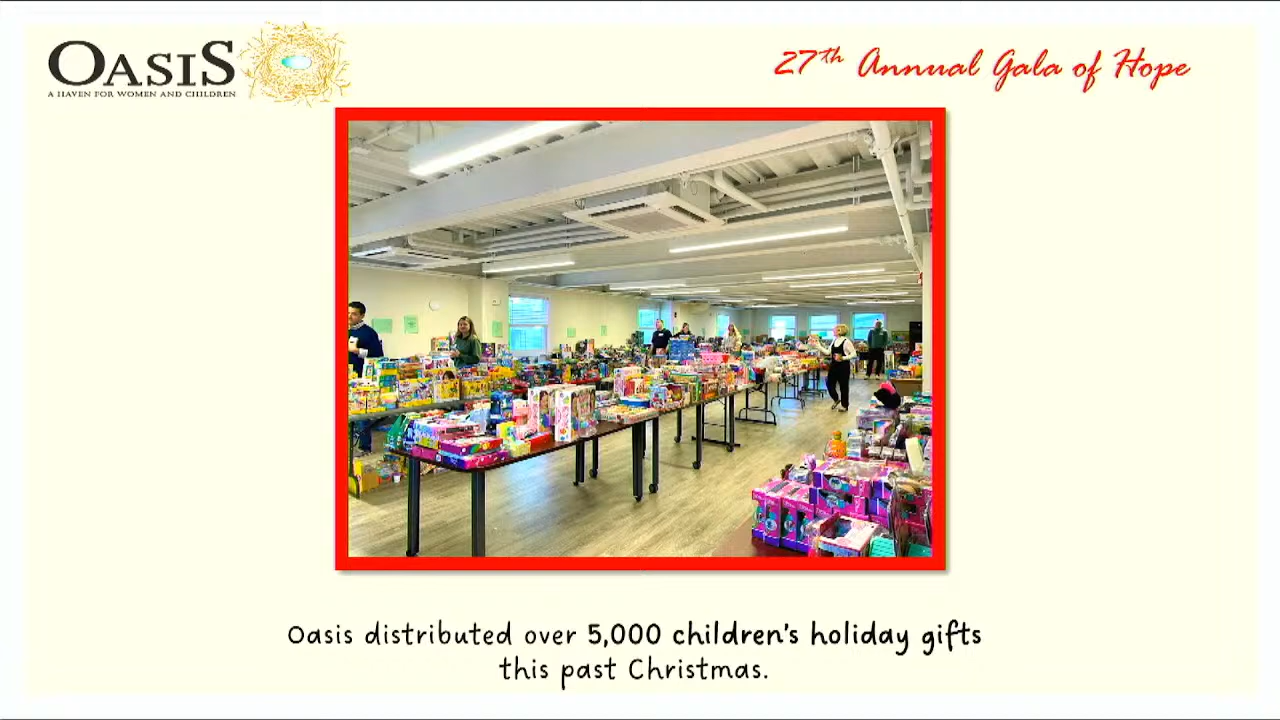 OASIS
A HAVEN FOR WOMEN AND CHILDREN
27th Annual Gala of Hope
Oasis distributed over 5,000 children's holiday gifts
this past Christmas.